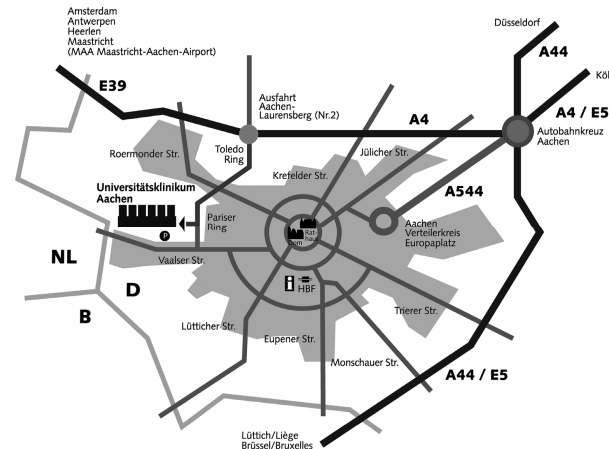 Amsterdam
Antwerpen
Heerlen
Maastricht
(MAA Maastricht-Aachen-Airport)
Düsseldorf
A44
E39
Köl
Ausfahrt
Aachen-
Laurensberg (Nr.2)
A4
A4 / E5
Autobahnkreuz
Aachen
Roermonder Str.
Toledo
Ring
Jülicher Str.
Krefelder Str.
A544
Universitätsklinikum
Aachen
Pariser
Ring
P
Aachen
Verteilerkreis
Europaplatz
Rat-
haus
Dom
NL
Vaalser Str.
D
i
HBF
B
Lütticher Str.
Trierer Str.
Eupener Str.
Monschauer Str.
A44 / E5
Lüttich/Liège
Brüssel/Bruxelles